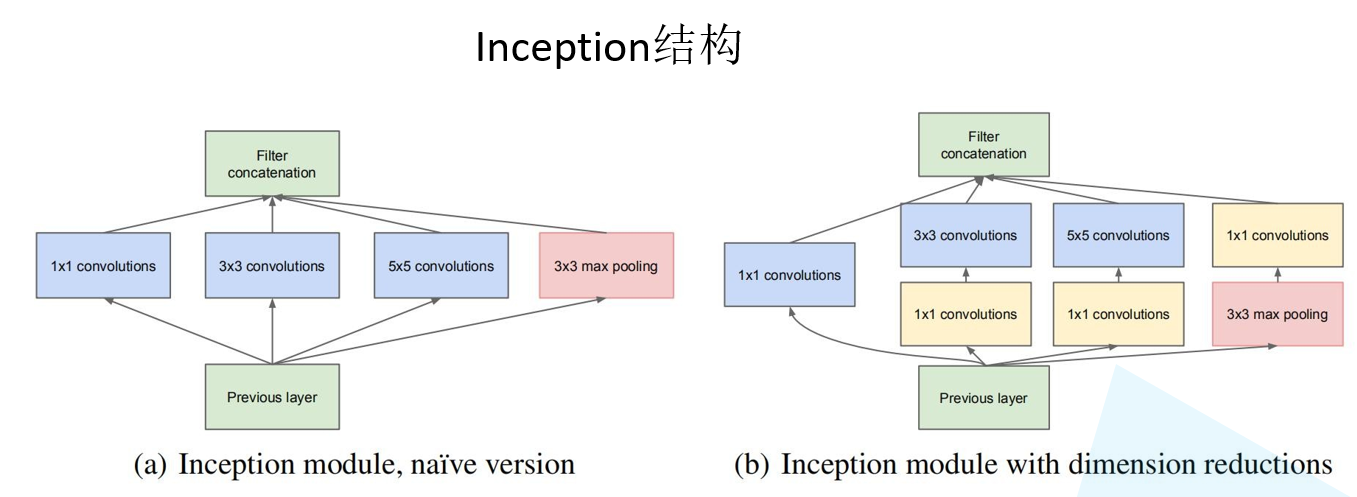 Inception结构
Filter
concatenation
1x1 convolutions
3x3 convolutions
5x5 convolutions
3x3 max pooling
Previous layer
(a) Inception module, naïve version
Filter
concatenation
3x3 convolutions
5x5 convolutions
1x1 convolutions
1x1 convolutions
1x1 convolutions
1x1 convolutions
3x3 max pooling
Previous layer
(b) Inception module with dimension reductions